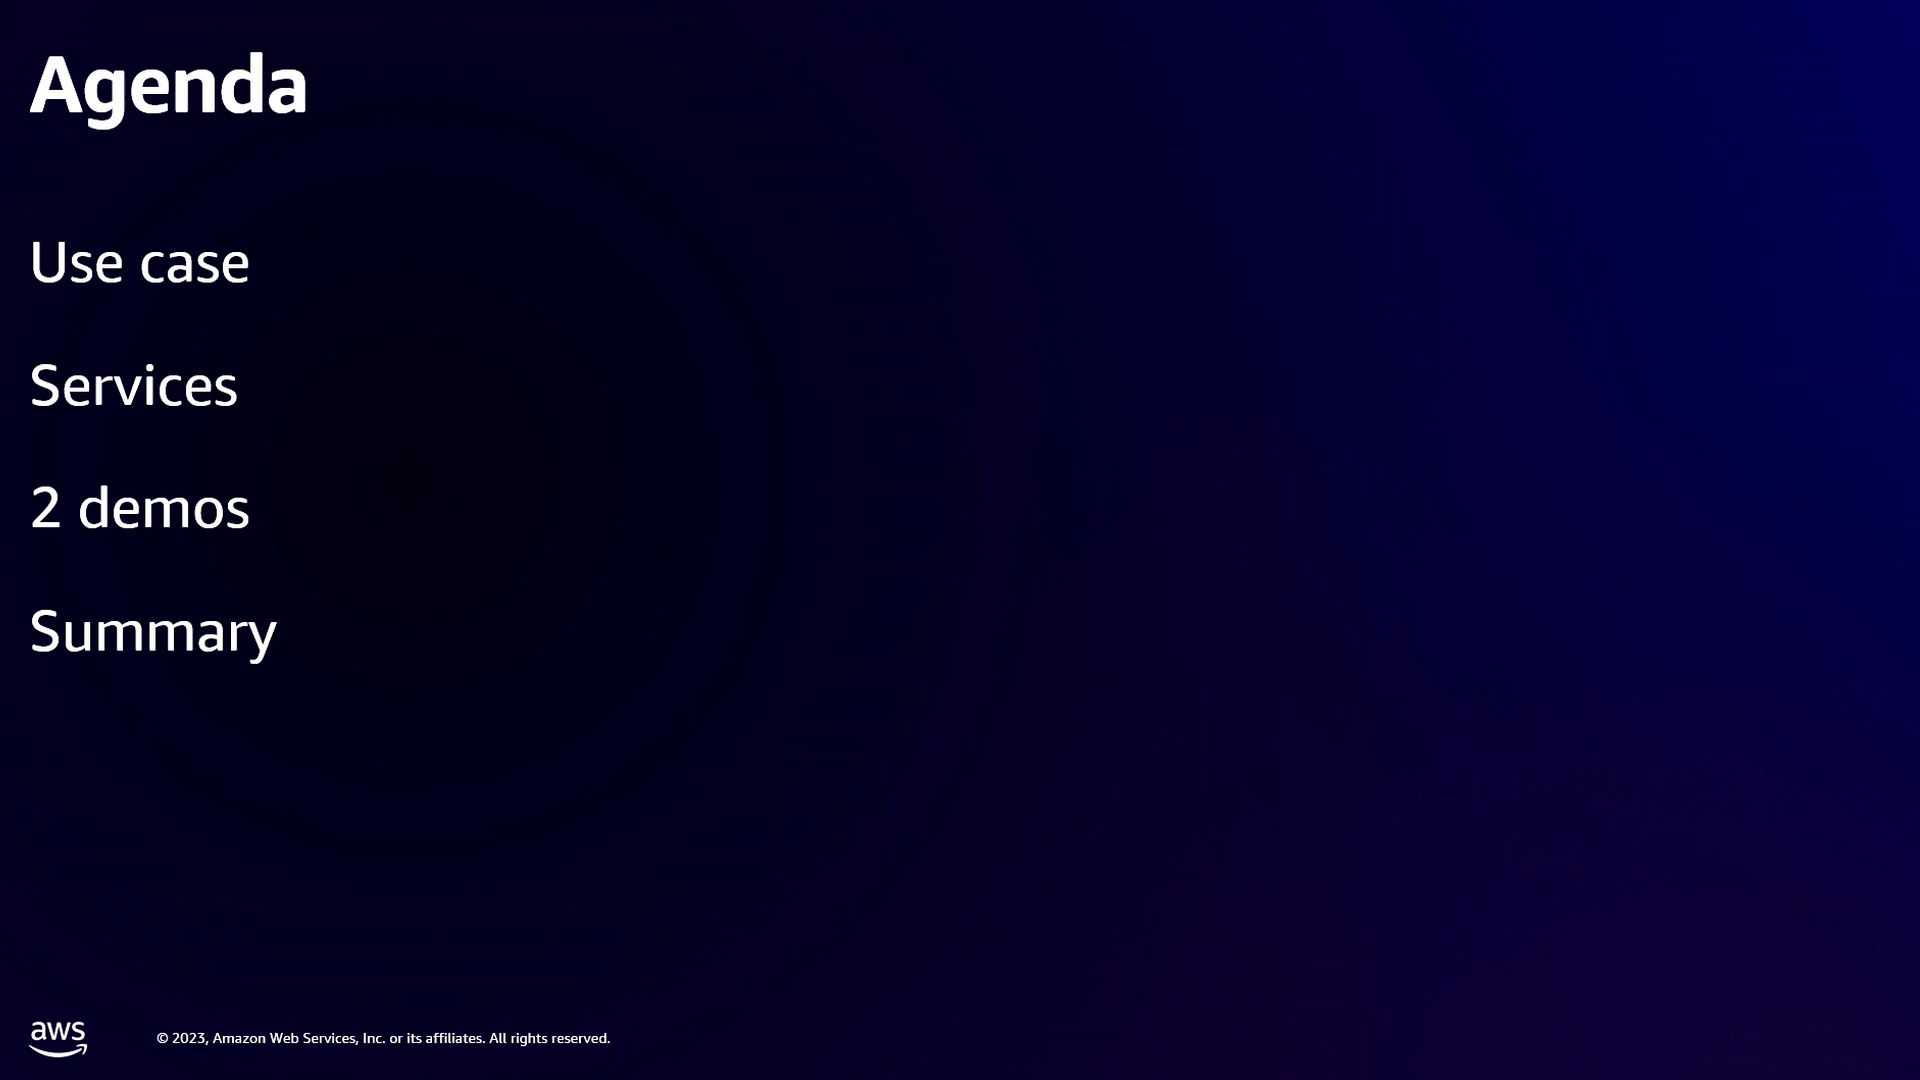 Agenda
Use case
Services
2 demos
Summary
aws
© 2023, Amazon Web Services, Inc. or its affiliates. All rights reserved.